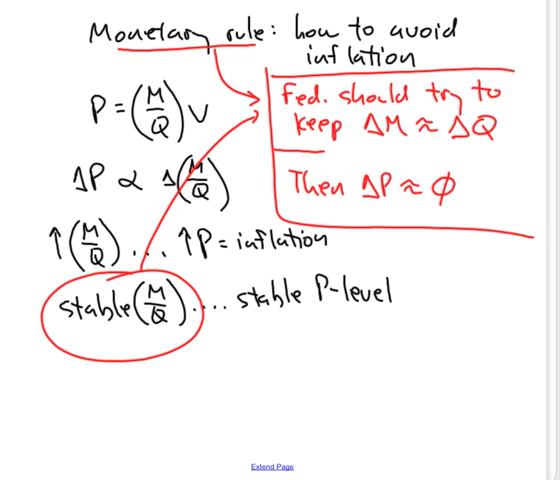 Monetary rule: how to avoid
inflation
Fed. should try to
keep ΔM ≈ ΔQ
Then ΔP ≈ ϕ
P = (M/Q) V
ΔP ∝ Δ(M/Q)
↑(M/Q) ... ↑P = inflation
stable (M/Q) .... stable P-level
Extend Page